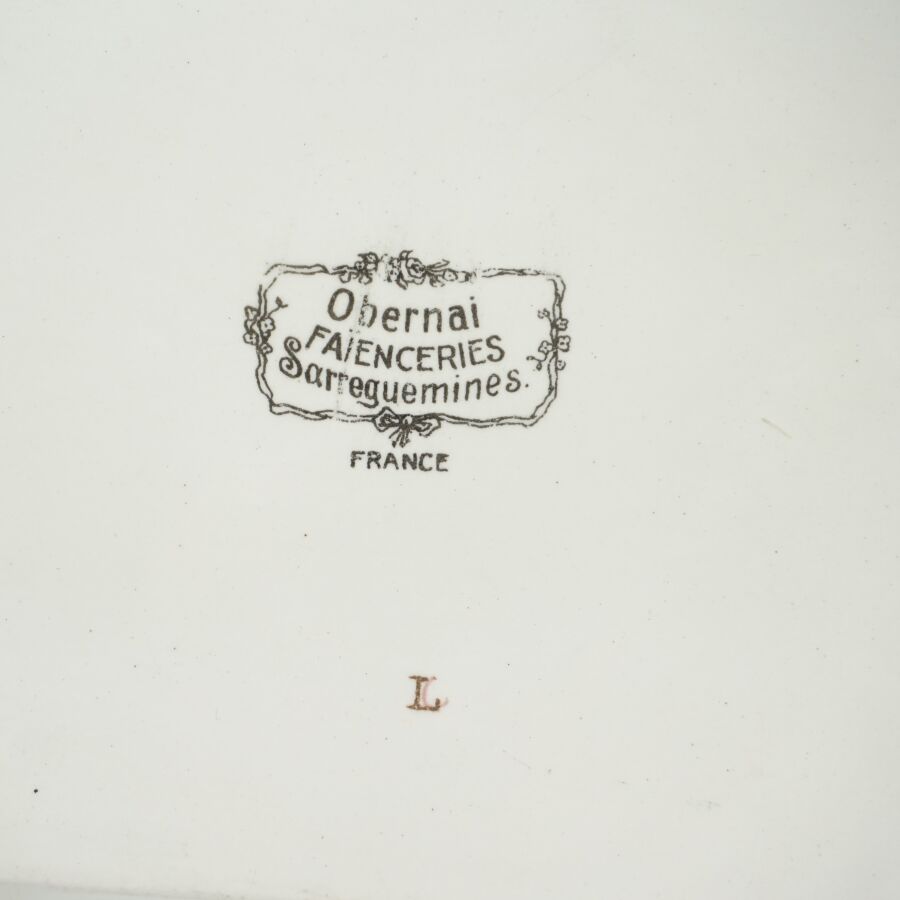 Obernai
FAIENCERIES
Sarreguemines.
FRANCE
L